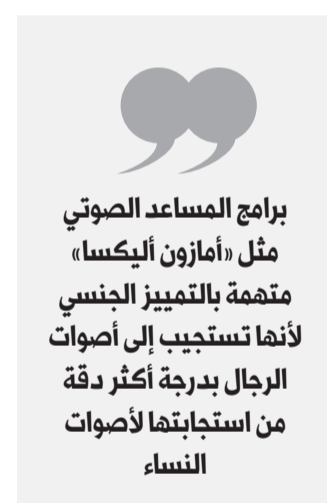 برامج المساعد الصوتي
مثل «أمازون أليكسا»
متهمة بالتمييز الجنسي
لأنها تستجيب إلى أصوات
الرجال بدرجة أكثر دقة
من استجابتها لأصوات
النساء